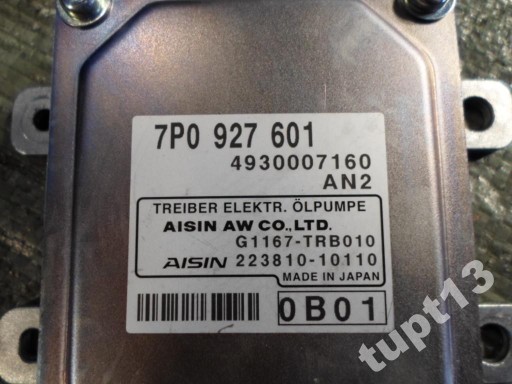 7P0 927 601
4930007160
AN2
TREIBER ELEKTR. ÖLPUMPE
AISIN AW CO.,LTD.
G1167-TRB010
AISIN 223810-10110
MADE IN JAPAN
0B01
tupt13